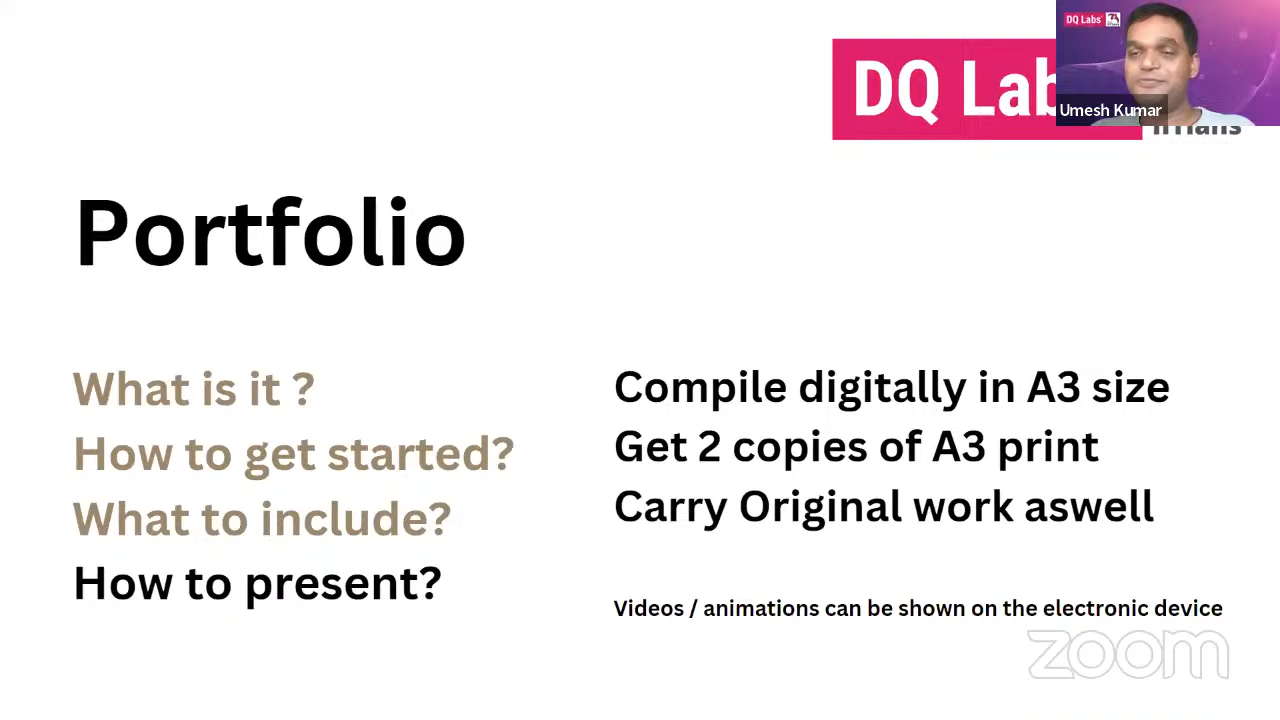 DQ Labs
DQ Lab
Umesh Kumar
Portfolio
What is it ?
How to get started?
What to include?
How to present?
Compile digitally in A3 size
Get 2 copies of A3 print
Carry Original work aswell
Videos / animations can be shown on the electronic device
zoom